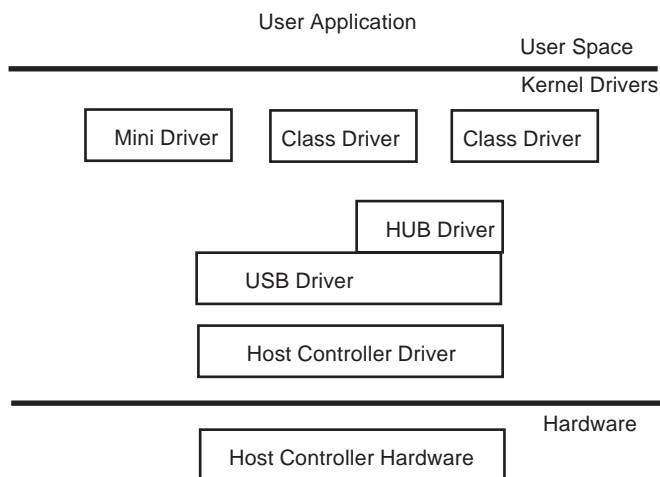 User Application
User Space
Kernel Drivers
Mini Driver
Class Driver
Class Driver
HUB Driver
USB Driver
Host Controller Driver
Hardware
Host Controller Hardware